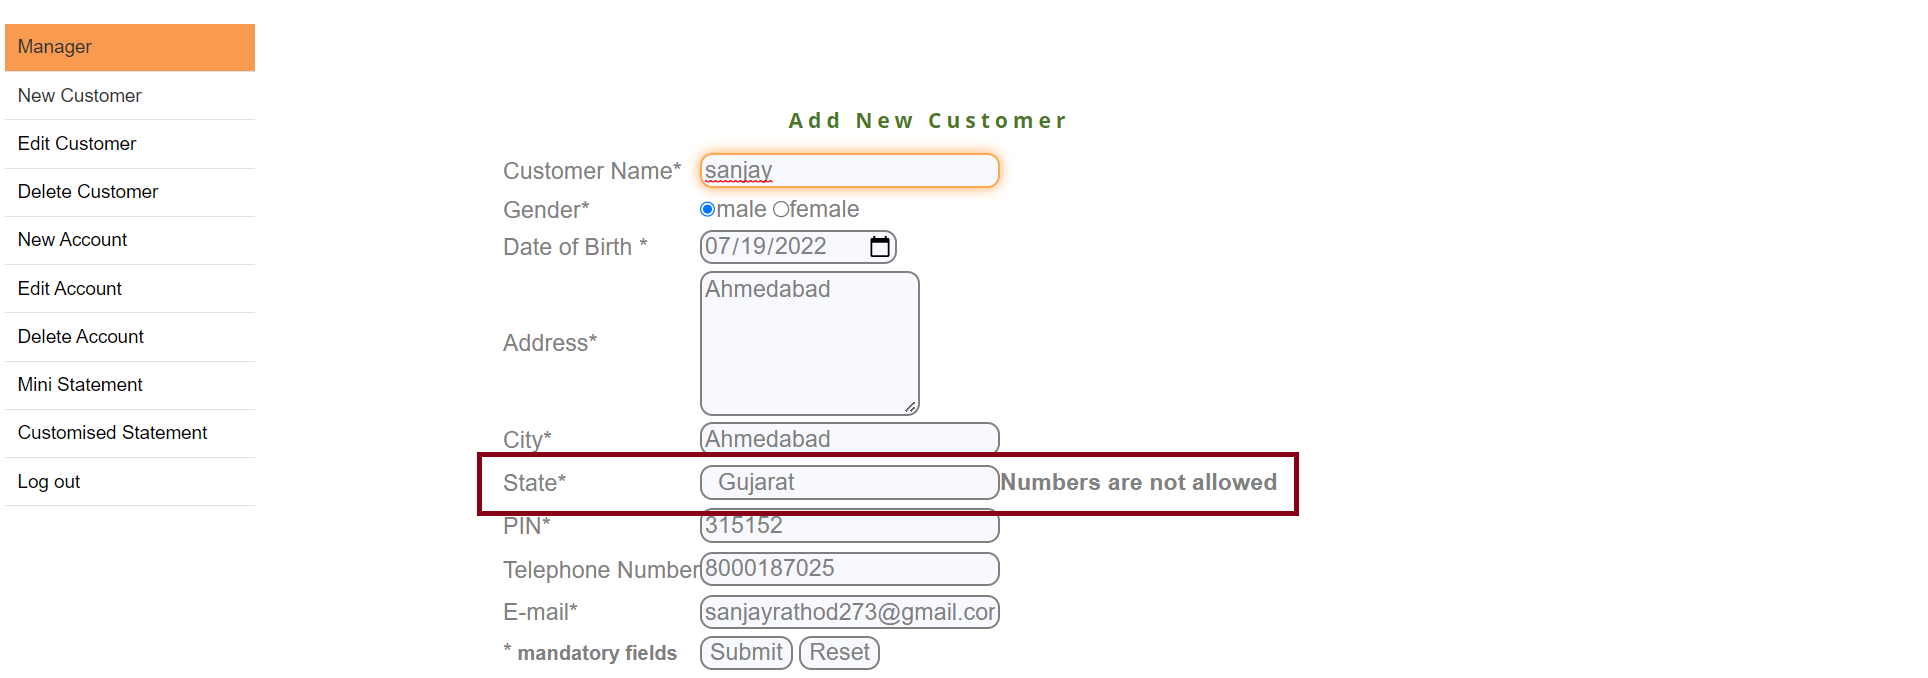 Manager
New Customer
Edit Customer
Delete Customer
New Account
Edit Account
Delete Account
Mini Statement
Customised Statement
Log out
Add New Customer
Customer Name* sanjay
Gender* male female
Date of Birth * 07/19/2022
Address* Ahmedabad
City* Ahmedabad
State* Gujarat Numbers are not allowed
PIN* 315152
Telephone Number 8000187025
E-mail* sanjayrathod273@gmail.cor
* mandatory fields Submit Reset